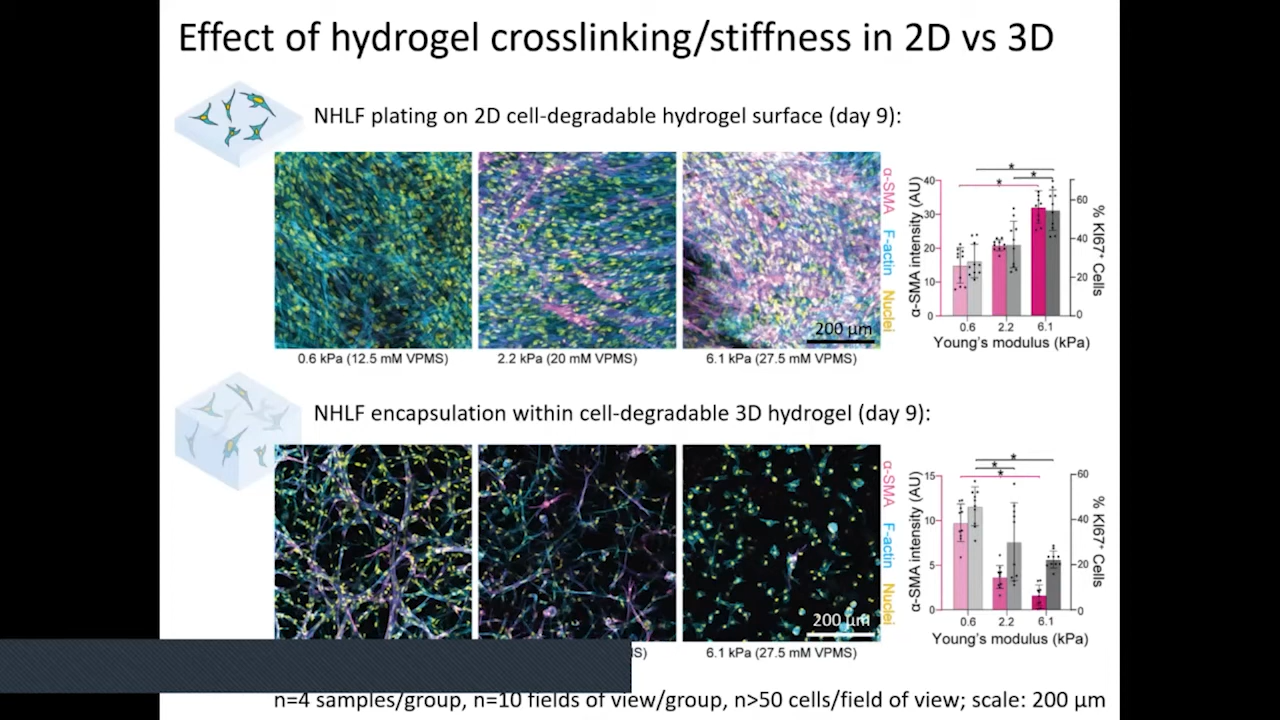 Effect of hydrogel crosslinking/stiffness in 2D vs 3D
NHLF plating on 2D cell-degradable hydrogel surface (day 9):
α-SMA F-actin Nuclei
200 µm
0.6 kPa (12.5 mM VPMS)
2.2 kPa (20 mM VPMS)
6.1 kPa (27.5 mM VPMS)
α-SMA intensity (AU)
40
30
20
10
0
* * *
60
40
20
0
% KI67⁺ Cells
0.6 2.2 6.1
Young's modulus (kPa)
NHLF encapsulation within cell-degradable 3D hydrogel (day 9):
α-SMA F-actin Nuclei
200 µm
S)
6.1 kPa (27.5 mM VPMS)
α-SMA intensity (AU)
15
10
5
0
* * *
60
40
20
0
% KI67⁺ Cells
0.6 2.2 6.1
Young's modulus (kPa)
n=4 samples/group, n=10 fields of view/group, n>50 cells/field of view; scale: 200 µm